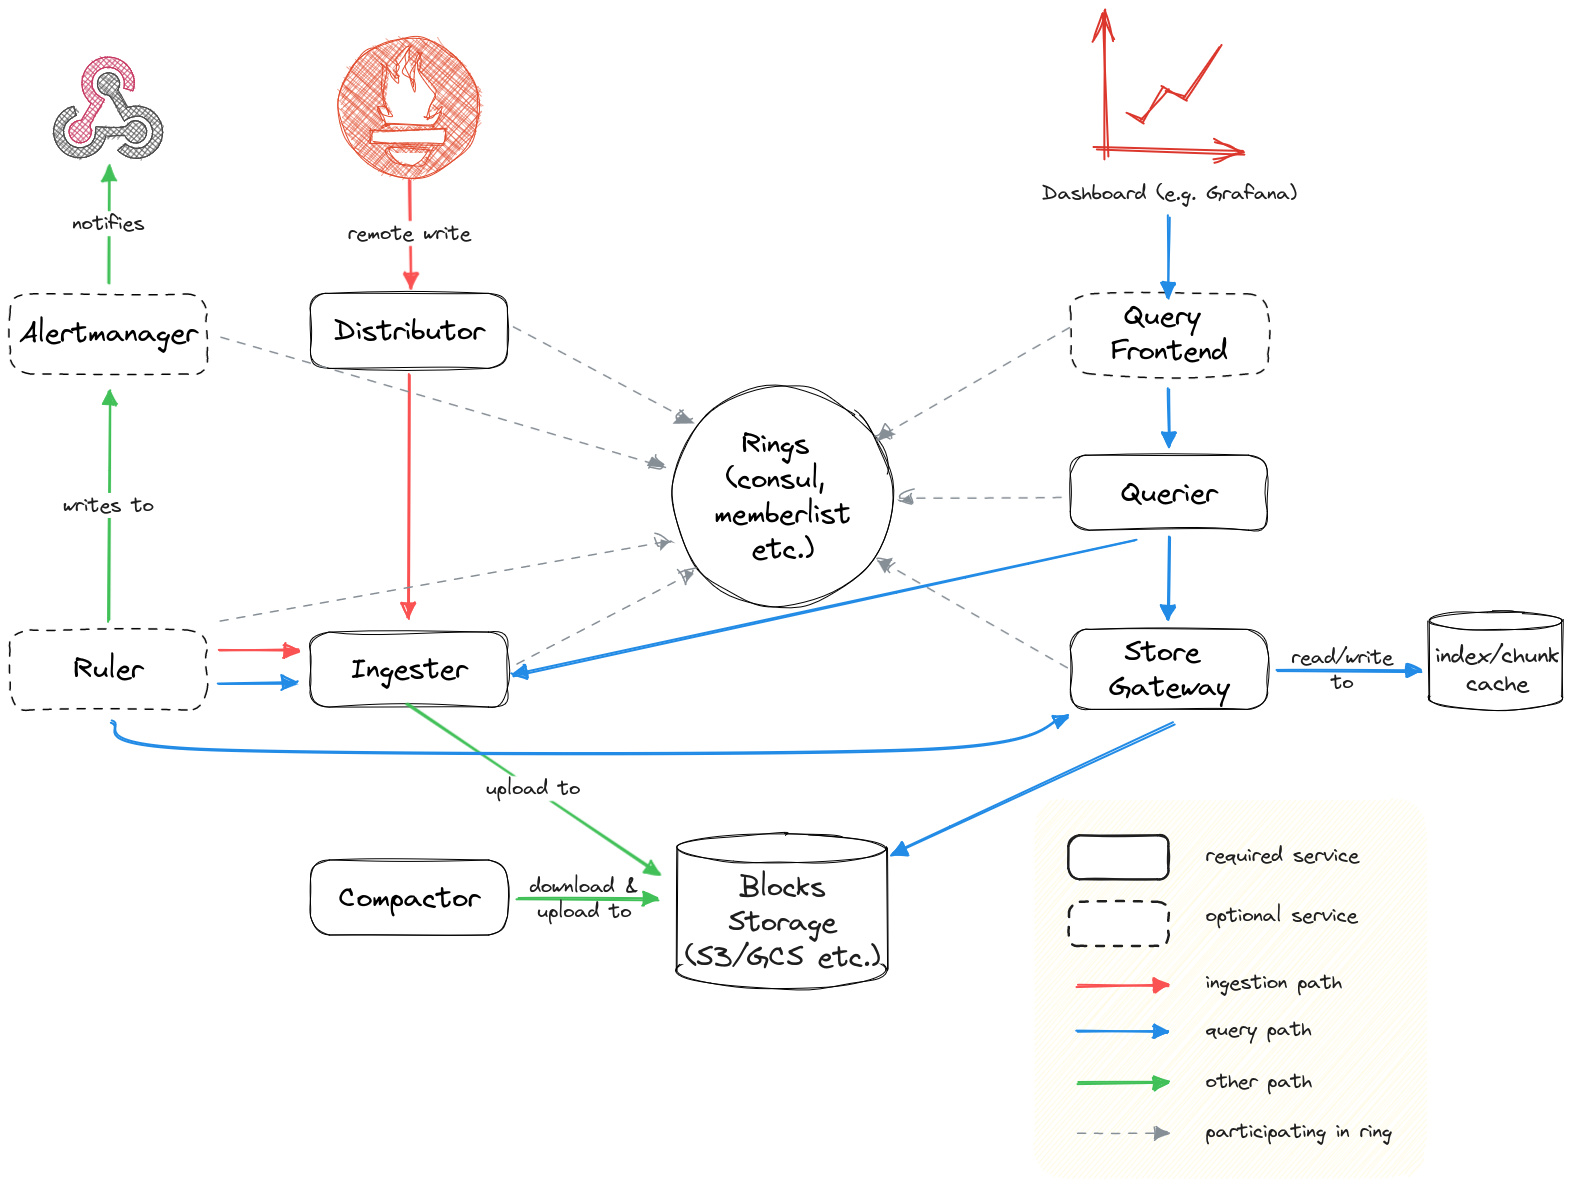 Dashboard (e.g. Grafana)
notifies
remote write
Alertmanager
Distributor
Query
Frontend
Rings
(consul,
memberlist
etc.)
Querier
writes to
Ruler
Ingester
Store
Gateway
read/write
to
index/chunk
cache
upload to
Compactor
download &
upload to
Blocks
Storage
(S3/GCS etc.)
required service
optional service
ingestion path
query path
other path
participating in ring